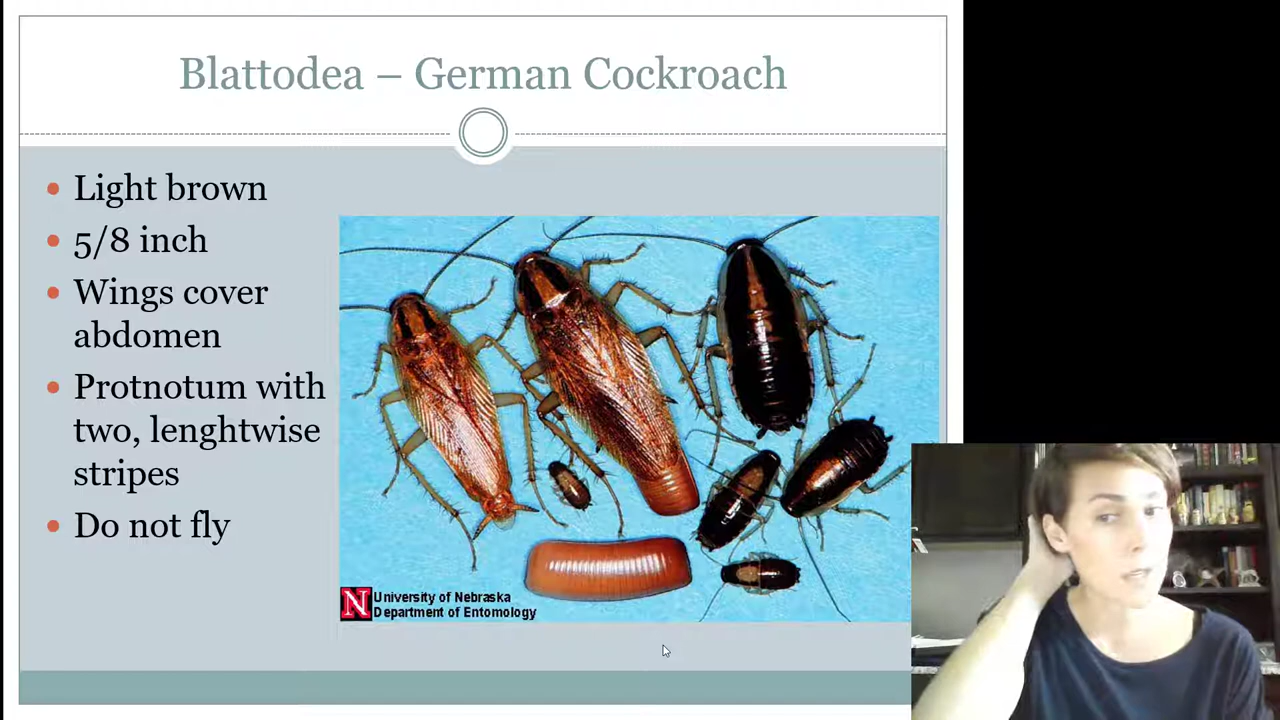 Blattodea – German Cockroach
• Light brown
• 5/8 inch
• Wings cover
abdomen
• Protnotum with
two, lenghtwise
stripes
• Do not fly
N University of Nebraska
Department of Entomology